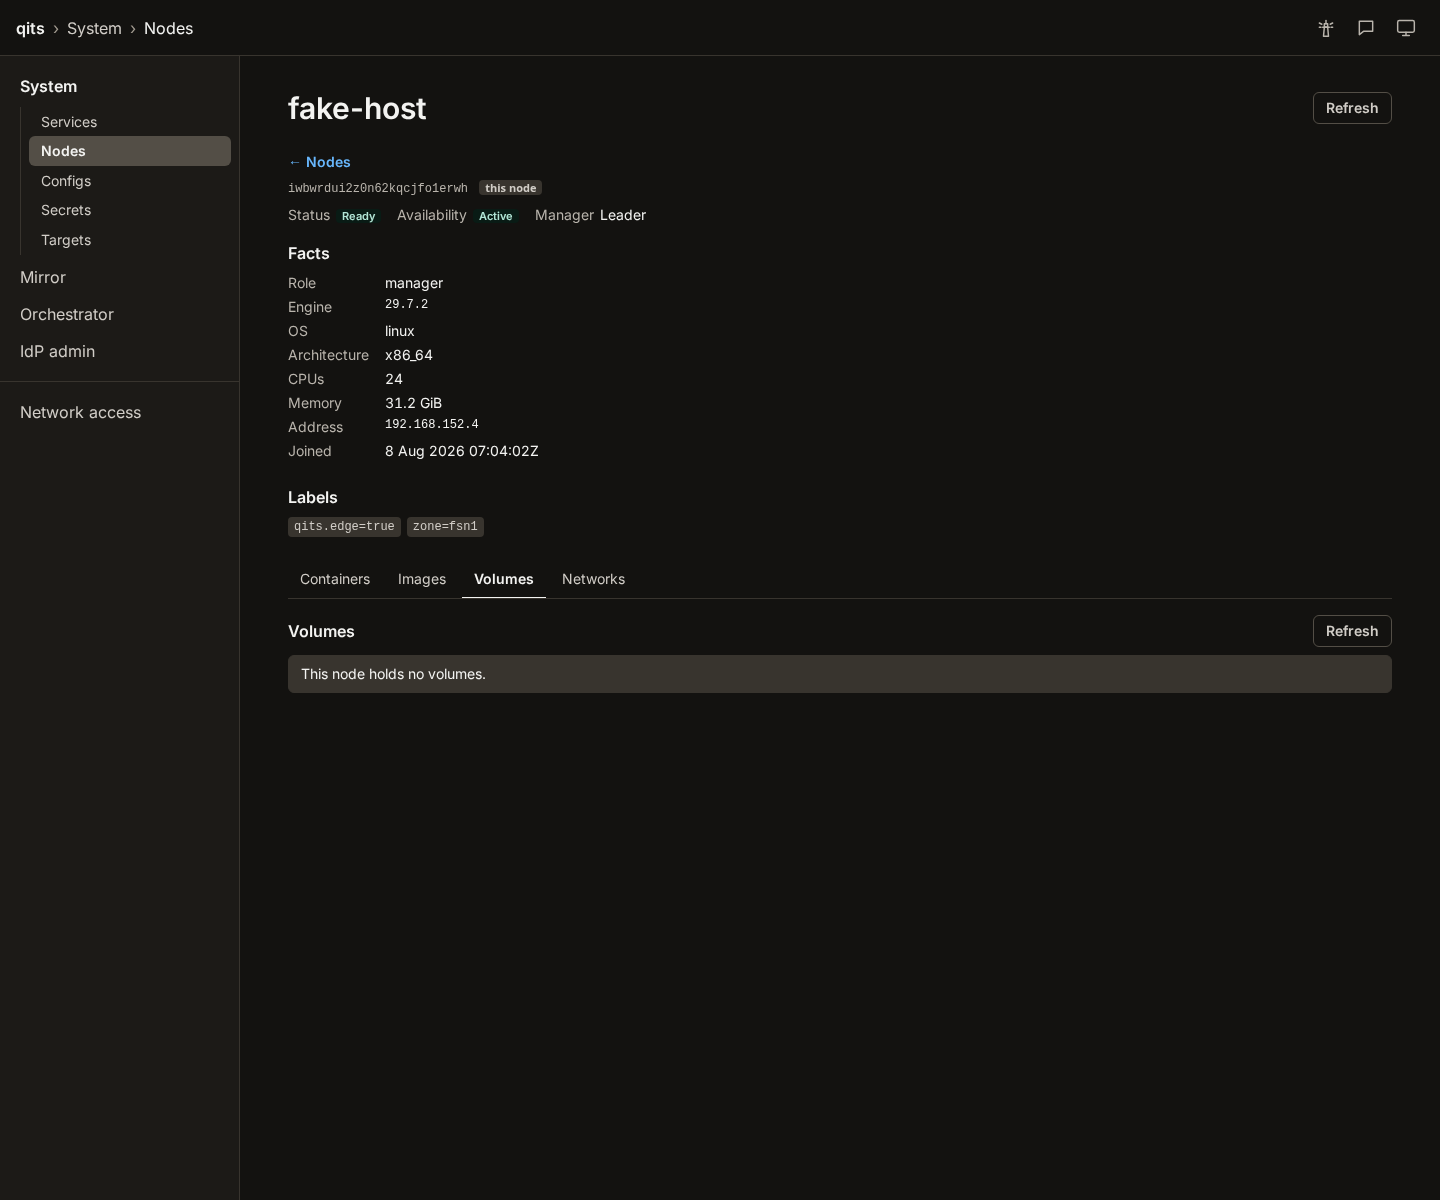 qits › System › Nodes
System
Services
Nodes
Configs
Secrets
Targets
Mirror
Orchestrator
IdP admin
Network access
fake-host
Refresh
← Nodes
iwbwrdui2z0n62kqcjfo1erwh this node
Status Ready Availability Active Manager Leader
Facts
Role manager
Engine 29.7.2
OS linux
Architecture x86_64
CPUs 24
Memory 31.2 GiB
Address 192.168.152.4
Joined 8 Aug 2026 07:04:02Z
Labels
qits.edge=true zone=fsn1
Containers Images Volumes Networks
Volumes
Refresh
This node holds no volumes.